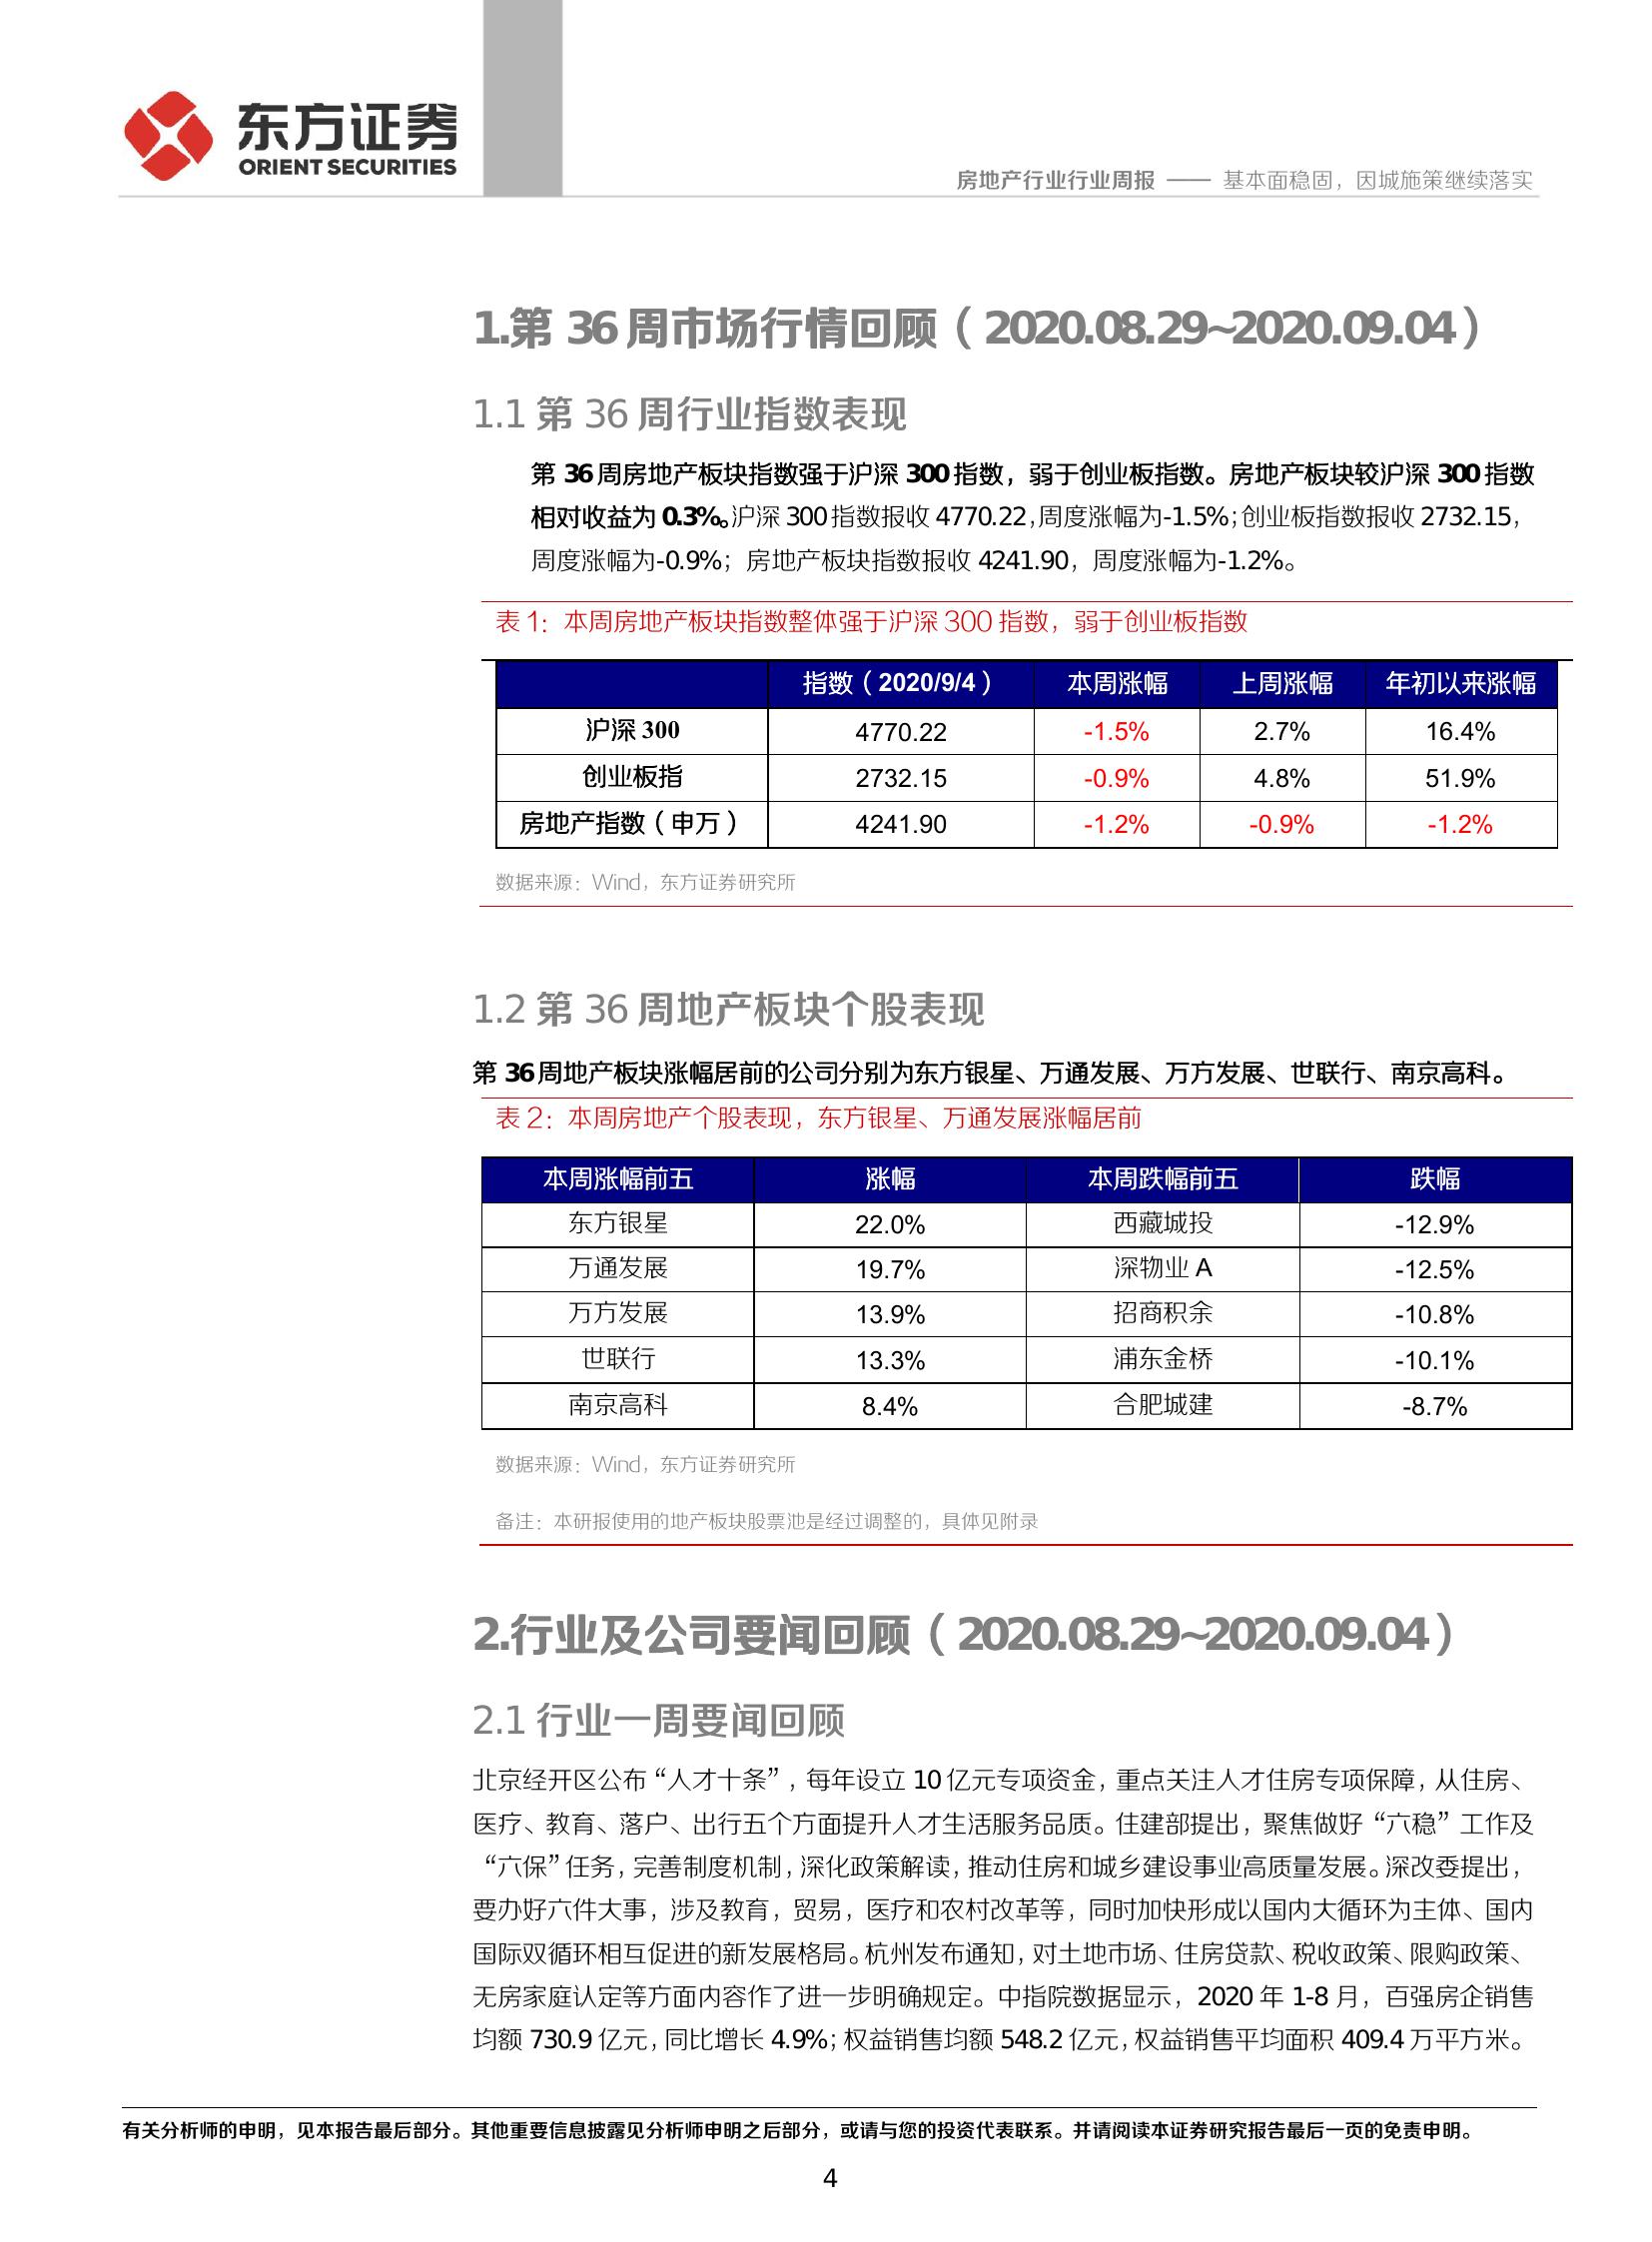 东方证券
ORIENT SECURITIES
房地产行业行业周报 —— 基本面稳固，因城施策继续落实
1.第 36 周市场行情回顾（2020.08.29~2020.09.04）
1.1 第 36 周行业指数表现
第 36 周房地产板块指数强于沪深 300 指数，弱于创业板指数。房地产板块较沪深 300 指数
相对收益为 0.3%。沪深 300 指数报收 4770.22，周度涨幅为-1.5%；创业板指数报收 2732.15，
周度涨幅为-0.9%；房地产板块指数报收 4241.90，周度涨幅为-1.2%。
表 1：本周房地产板块指数整体强于沪深 300 指数，弱于创业板指数
指数（2020/9/4） 本周涨幅 上周涨幅 年初以来涨幅
沪深 300 4770.22 -1.5% 2.7% 16.4%
创业板指 2732.15 -0.9% 4.8% 51.9%
房地产指数（申万） 4241.90 -1.2% -0.9% -1.2%
数据来源：Wind，东方证券研究所
1.2 第 36 周地产板块个股表现
第 36 周地产板块涨幅居前的公司分别为东方银星、万通发展、万方发展、世联行、南京高科。
表 2：本周房地产个股表现，东方银星、万通发展涨幅居前
本周涨幅前五 涨幅 本周跌幅前五 跌幅
东方银星 22.0% 西藏城投 -12.9%
万通发展 19.7% 深物业 A -12.5%
万方发展 13.9% 招商积余 -10.8%
世联行 13.3% 浦东金桥 -10.1%
南京高科 8.4% 合肥城建 -8.7%
数据来源：Wind，东方证券研究所
备注：本研报使用的地产板块股票池是经过调整的，具体见附录
2.行业及公司要闻回顾（2020.08.29~2020.09.04）
2.1 行业一周要闻回顾
北京经开区公布“人才十条”，每年设立 10 亿元专项资金，重点关注人才住房专项保障，从住房、
医疗、教育、落户、出行五个方面提升人才生活服务品质。住建部提出，聚焦做好“六稳”工作及
“六保”任务，完善制度机制，深化政策解读，推动住房和城乡建设事业高质量发展。深改委提出，
要办好六件大事，涉及教育，贸易，医疗和农村改革等，同时加快形成以国内大循环为主体、国内
国际双循环相互促进的新发展格局。杭州发布通知，对土地市场、住房贷款、税收政策、限购政策、
无房家庭认定等方面内容作了进一步明确规定。中指院数据显示，2020 年 1-8 月，百强房企销售
均额 730.9 亿元，同比增长 4.9%；权益销售均额 548.2 亿元，权益销售平均面积 409.4 万平方米。
有关分析师的申明，见本报告最后部分。其他重要信息披露见分析师申明之后部分，或请与您的投资代表联系。并请阅读本证券研究报告最后一页的免责申明。
4